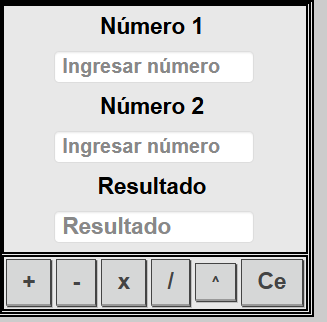 Número 1
Ingresar número
Número 2
Ingresar número
Resultado
Resultado
+ - x / ^ Ce